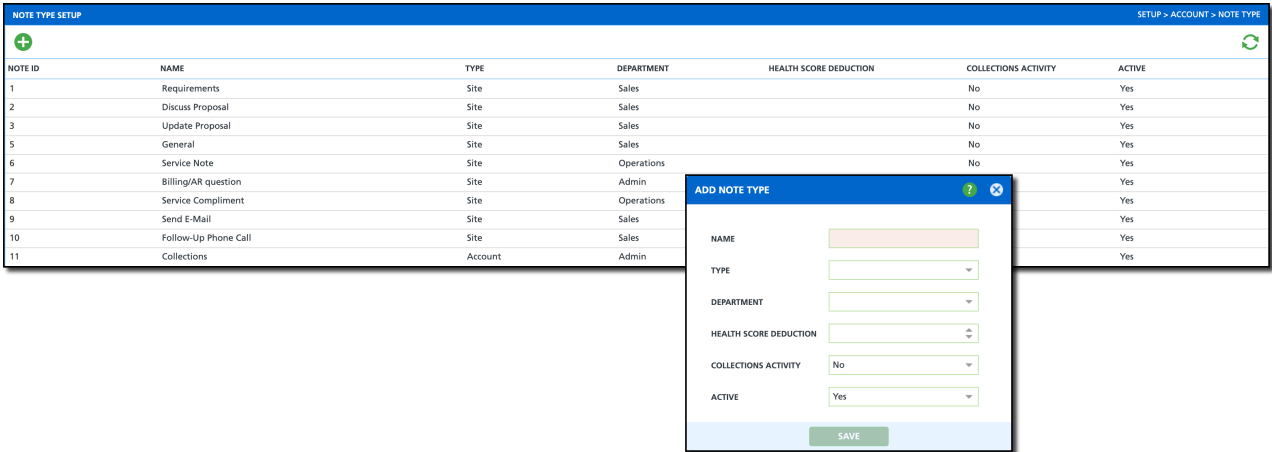 NOTE TYPE SETUP SETUP > ACCOUNT > NOTE TYPE
NOTE ID NAME TYPE DEPARTMENT HEALTH SCORE DEDUCTION COLLECTIONS ACTIVITY ACTIVE
1 Requirements Site Sales No Yes
2 Discuss Proposal Site Sales No Yes
3 Update Proposal Site Sales No Yes
5 General Site Sales No Yes
6 Service Note Site Operations No Yes
7 Billing/AR question Site Admin Yes
8 Service Compliment Site Operations Yes
9 Send E-Mail Site Sales Yes
10 Follow-Up Phone Call Site Sales Yes
11 Collections Account Admin Yes
ADD NOTE TYPE ?
NAME
TYPE
DEPARTMENT
HEALTH SCORE DEDUCTION
COLLECTIONS ACTIVITY No
ACTIVE Yes
SAVE